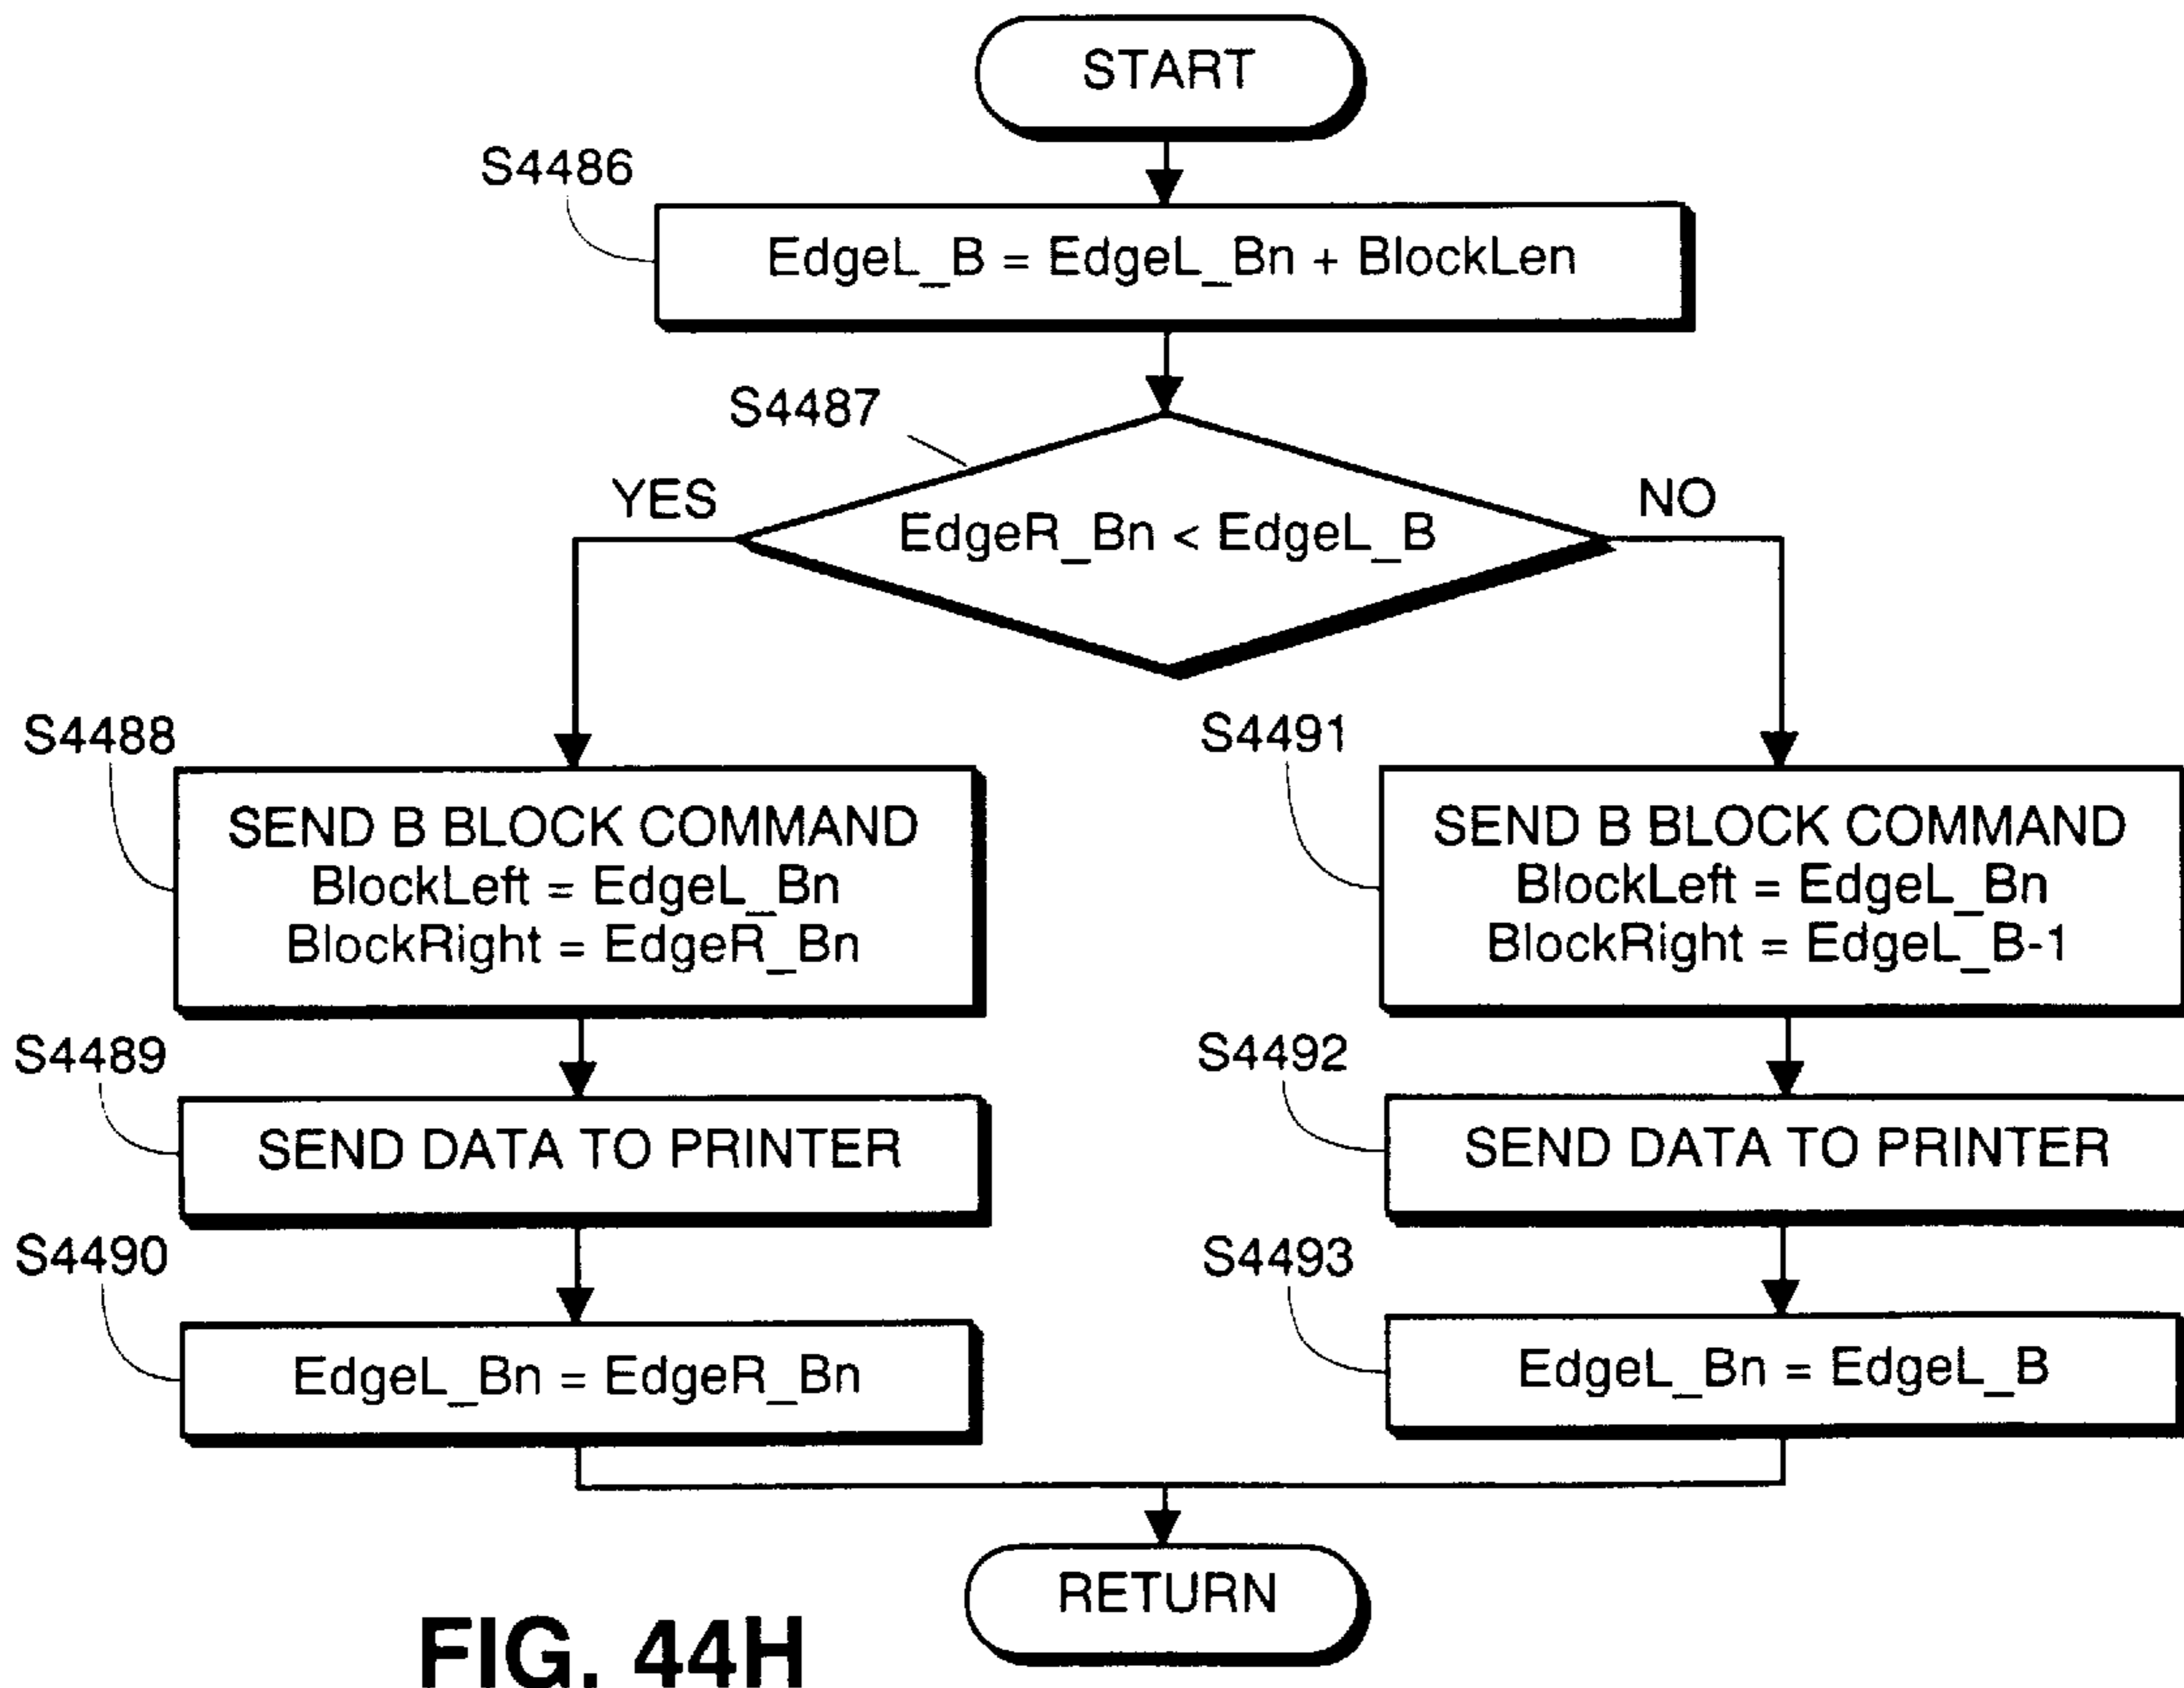 START
S4486
EdgeL_B = EdgeL_Bn + BlockLen
S4487
YES
EdgeR_Bn < EdgeL_B
NO
S4488
SEND B BLOCK COMMAND
BlockLeft = EdgeL_Bn
BlockRight = EdgeR_Bn
S4491
SEND B BLOCK COMMAND
BlockLeft = EdgeL_Bn
BlockRight = EdgeL_B-1
S4489
SEND DATA TO PRINTER
S4492
SEND DATA TO PRINTER
S4490
EdgeL_Bn = EdgeR_Bn
S4493
EdgeL_Bn = EdgeL_B
RETURN
FIG. 44H